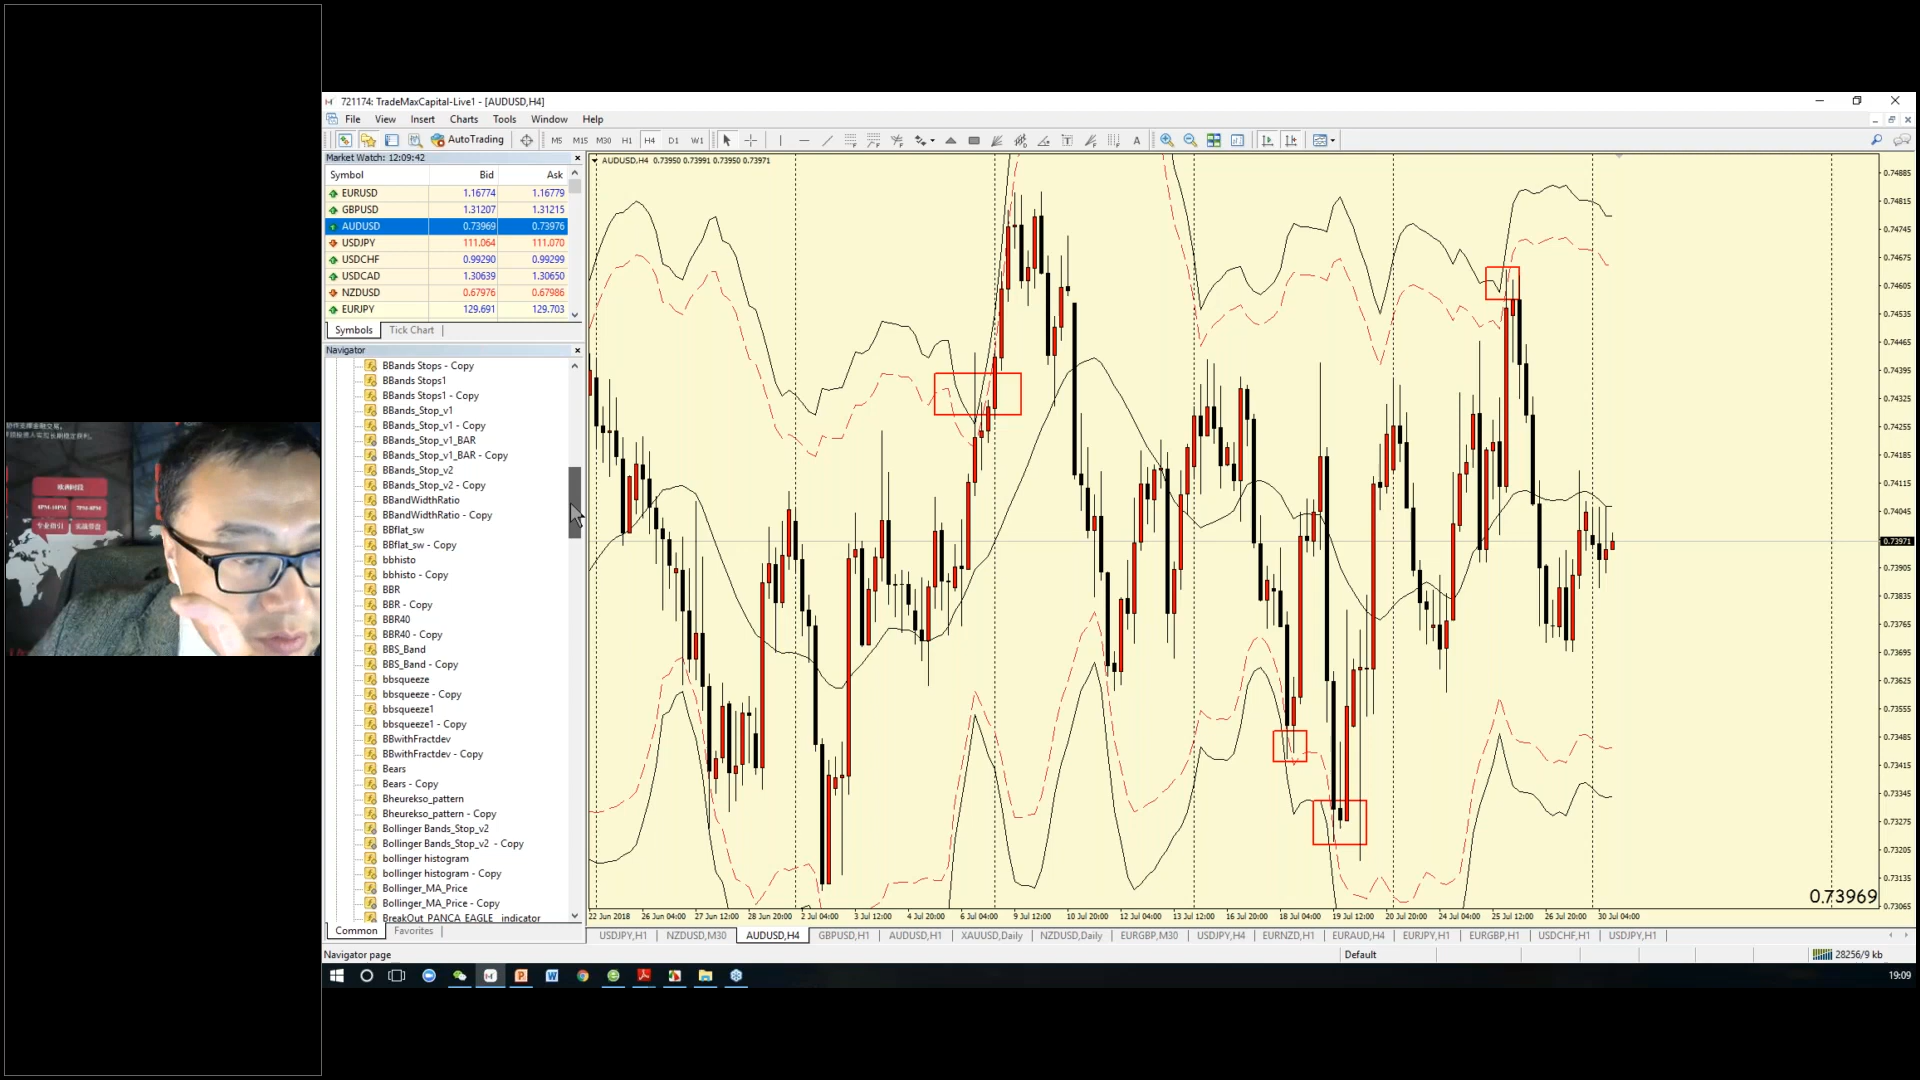 721174: TradeMaxCapital-Live1 - [AUDUSD,H4]
File View Insert Charts Tools Window Help
AutoTrading M5 M15 M30 H1 H4 D1 W1 A
Market Watch: 12:09:42
Symbol Bid Ask
EURUSD 1.16774 1.16779
GBPUSD 1.31207 1.31215
AUDUSD 0.73969 0.73976
USDJPY 111.064 111.070
USDCHF 0.99290 0.99299
USDCAD 1.30639 1.30650
NZDUSD 0.67976 0.67986
EURJPY 129.691 129.703
Symbols Tick Chart
Navigator
BBands Stops - Copy
BBands Stops1
BBands Stops1 - Copy
BBands_Stop_v1
BBands_Stop_v1 - Copy
BBands_Stop_v1_BAR
BBands_Stop_v1_BAR - Copy
BBands_Stop_v2
BBands_Stop_v2 - Copy
BBandWidthRatio
BBandWidthRatio - Copy
BBflat_sw
BBflat_sw - Copy
bbhisto
bbhisto - Copy
BBR
BBR - Copy
BBR40
BBR40 - Copy
BBS_Band
BBS_Band - Copy
bbsqueeze
bbsqueeze - Copy
bbsqueeze1
bbsqueeze1 - Copy
BBwithFractdev
BBwithFractdev - Copy
Bears
Bears - Copy
Bheurekso_pattern
Bheurekso_pattern - Copy
Bollinger Bands_Stop_v2
Bollinger Bands_Stop_v2 - Copy
bollinger histogram
bollinger histogram - Copy
Bollinger_MA_Price
Bollinger_MA_Price - Copy
BreakOut_PANCA_EAGLE_indicator
Common Favorites
Navigator page
AUDUSD,H4 0.73950 0.73991 0.73950 0.73971
0.74885
0.74815
0.74745
0.74675
0.74605
0.74535
0.74465
0.74395
0.74325
0.74255
0.74185
0.74115
0.74045
0.73971
0.73905
0.73835
0.73765
0.73695
0.73625
0.73555
0.73485
0.73415
0.73345
0.73275
0.73205
0.73135
0.73065
0.73969
22 Jun 2018 26 Jun 04:00 27 Jun 12:00 28 Jun 20:00 2 Jul 04:00 3 Jul 12:00 4 Jul 20:00 6 Jul 04:00 9 Jul 12:00 10 Jul 20:00 12 Jul 04:00 13 Jul 12:00 16 Jul 20:00 18 Jul 04:00 19 Jul 12:00 20 Jul 20:00 24 Jul 04:00 25 Jul 12:00 26 Jul 20:00 30 Jul 04:00
USDJPY,H1 NZDUSD,M30 AUDUSD,H4 GBPUSD,H1 AUDUSD,H1 XAUUSD,Daily NZDUSD,Daily EURGBP,M30 USDJPY,H4 EURNZD,H1 EURAUD,H4 EURJPY,H1 EURGBP,H1 USDCHF,H1 USDJPY,H1
Default 28256/9 kb
19:09